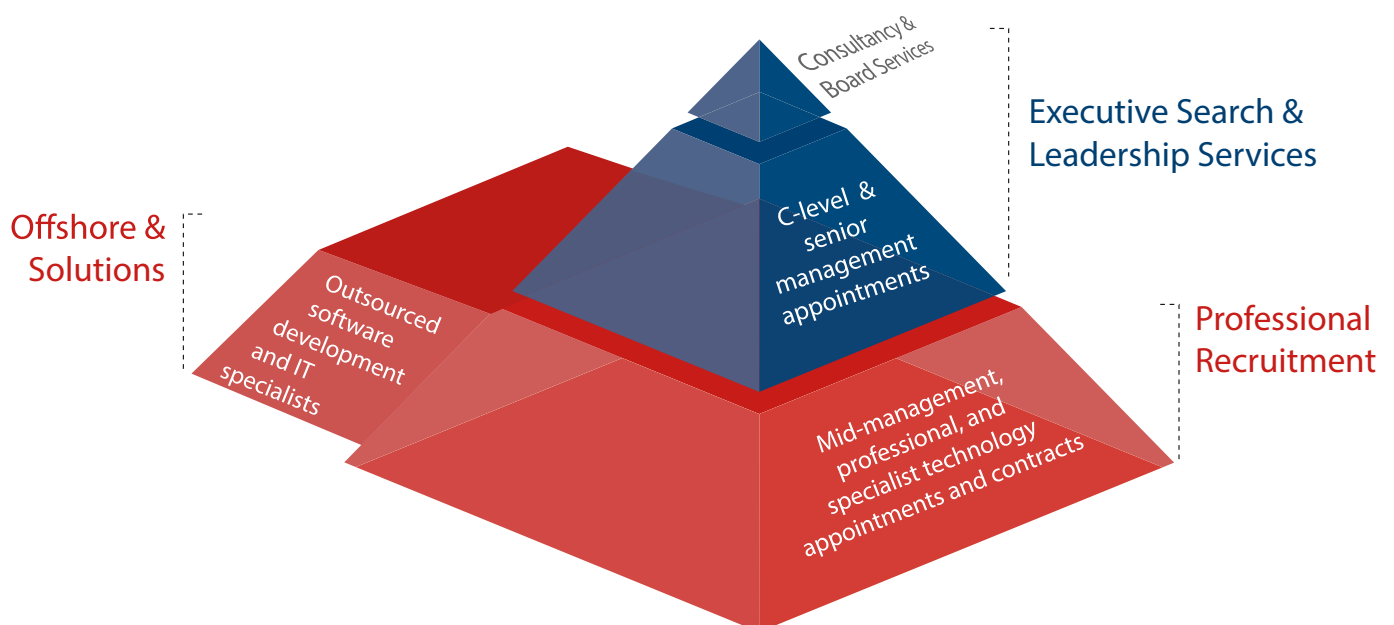 Consultancy &
Board Services
Executive Search &
Leadership Services
C-level &
senior
management
appointments
Offshore &
Solutions
Outsourced
software
development
and IT
specialists
Professional
Recruitment
Mid-management,
professional, and
specialist technology
appointments and contracts